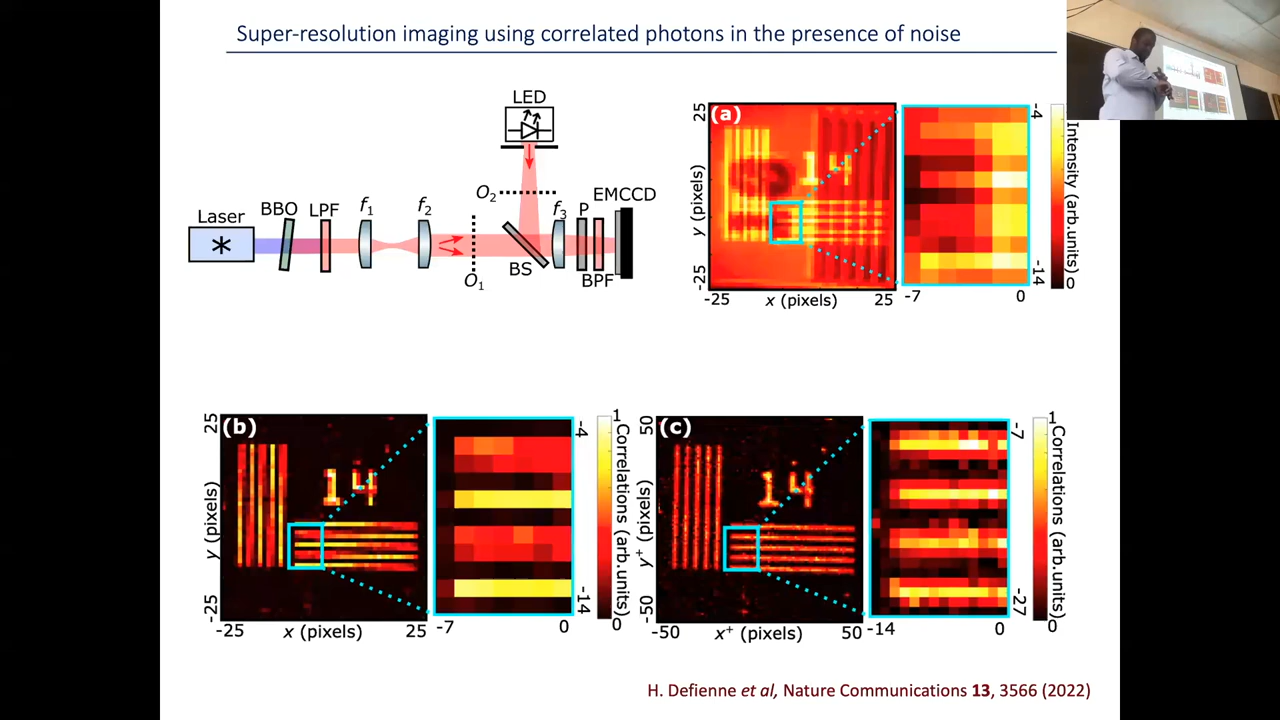 Super-resolution imaging using correlated photons in the presence of noise
LED
O2
Laser
BBO
LPF
f1
f2
f3
P
EMCCD
BS
O1
BPF
(a)
14
25
y (pixels)
-25
-25
x (pixels)
25
-4
-14
-7
0
Intensity (arb.units)
0
(b)
14
25
y (pixels)
-25
-25
x (pixels)
25
-4
-14
-7
0
1
Correlations (arb.units)
0
(c)
14
50
y+ (pixels)
-50
-50
x+ (pixels)
50
-7
-27
-14
0
1
Correlations (arb.units)
0
H. Defienne et al, Nature Communications 13, 3566 (2022)